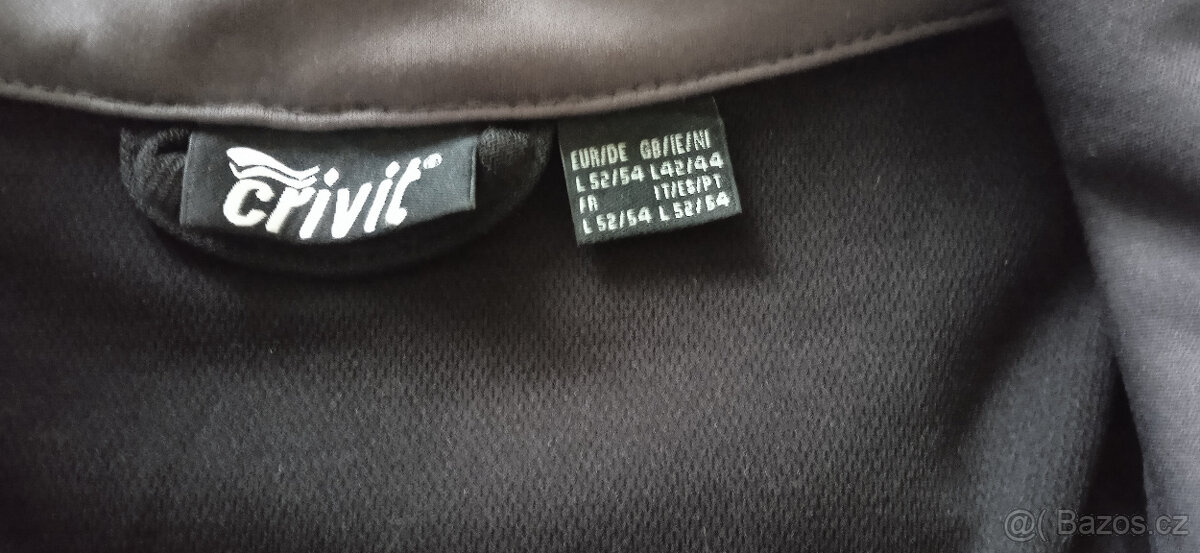 crivit®
EUR/DE GB/IE/NI
L 52/54 L42/44
FR IT/ES/PT
L 52/54 L 52/54
@( Bazos.cz